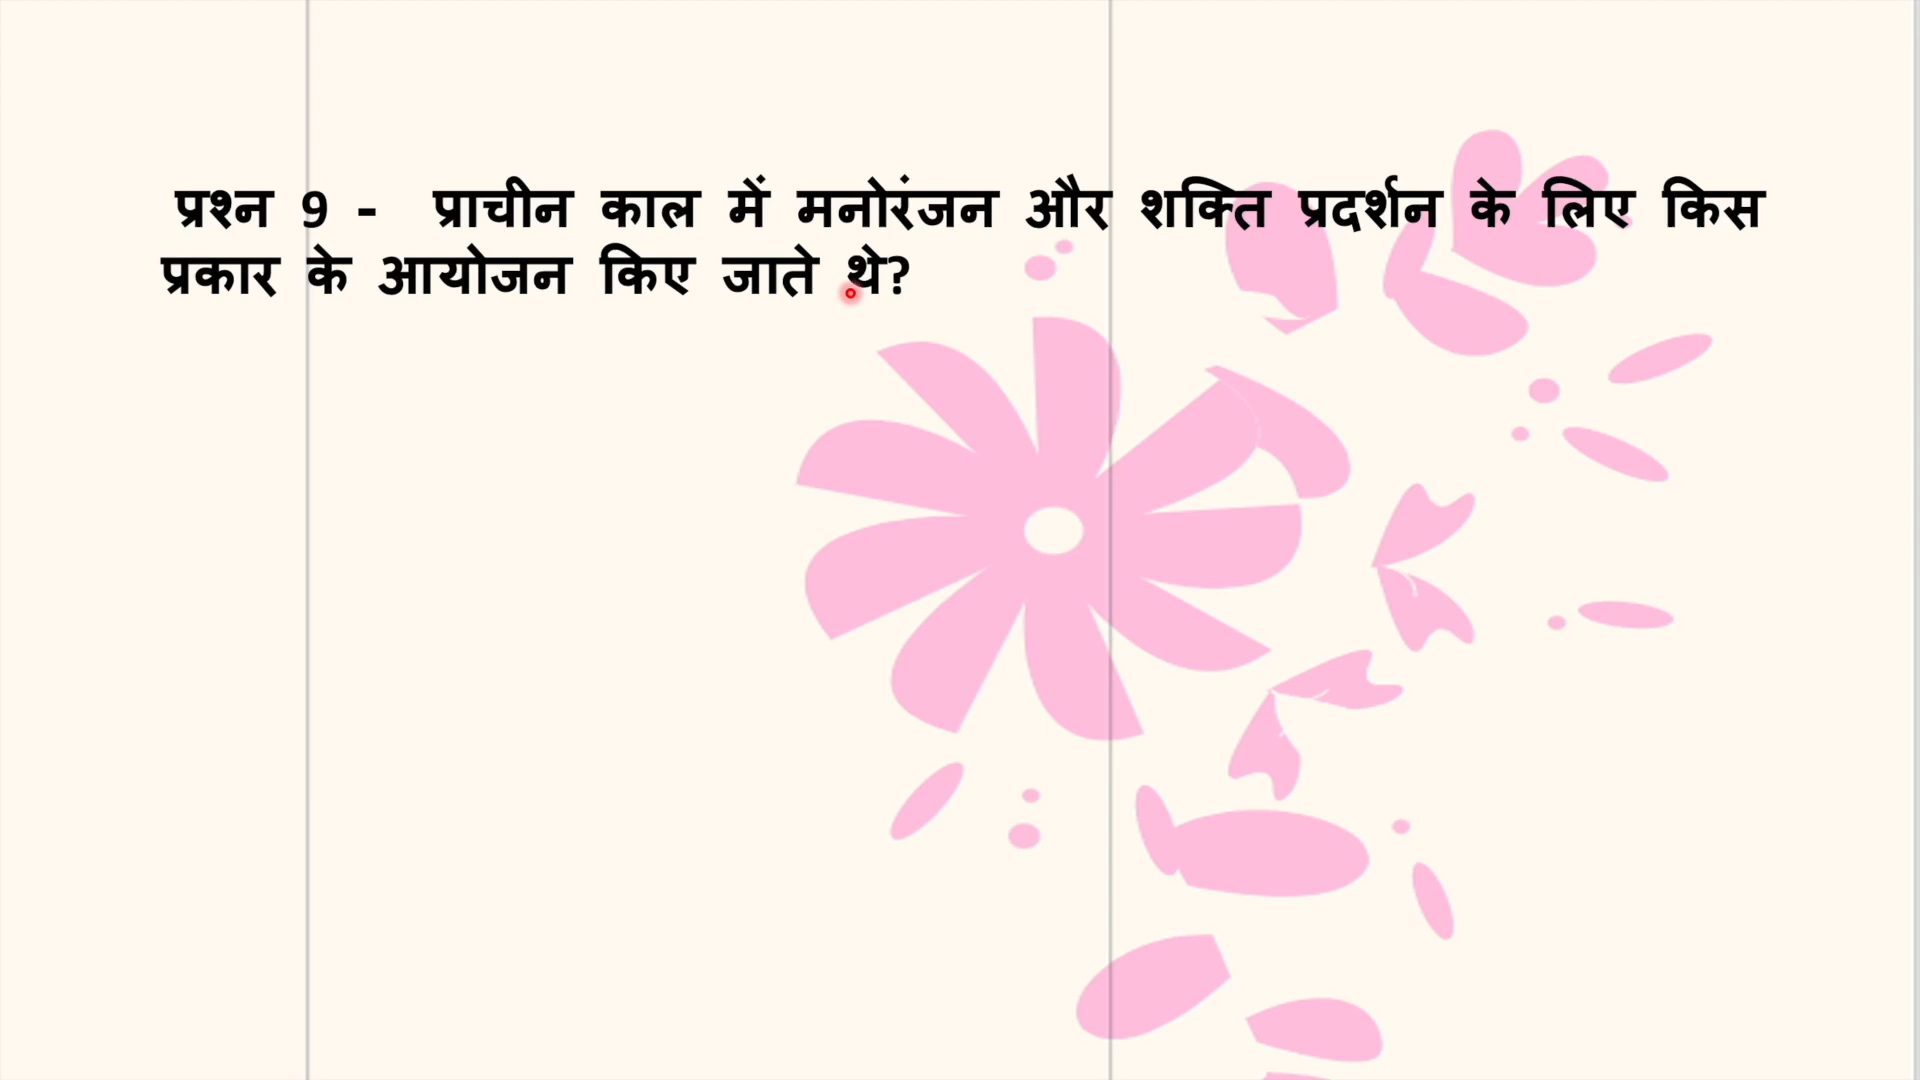 प्रश्न 9 - प्राचीन काल में मनोरंजन और शक्ति प्रदर्शन के लिए किस
प्रकार के आयोजन किए जाते थे?